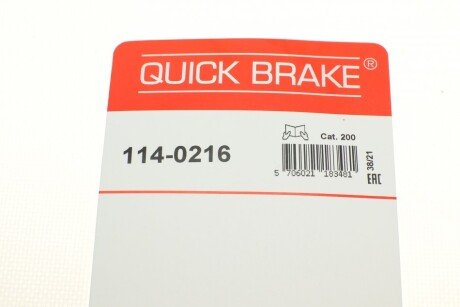 QUICK BRAKE®
114-0216
Cat. 200
5 706021 183481
38/21
EAC